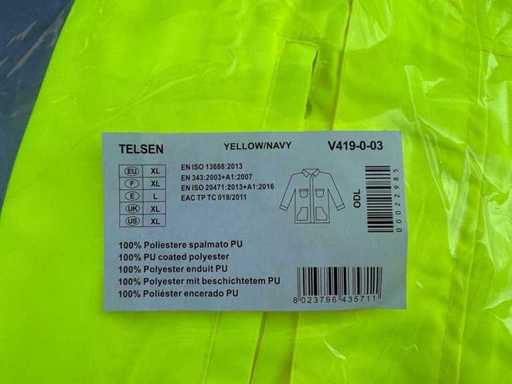 TELSEN YELLOW/NAVY V419-0-03
EU XL
F XL
E L
UK XL
US XL
EN ISO 13688:2013
EN 343:2003+A1:2007
EN ISO 20471:2013+A1:2016
EAC TP TC 019/2011
ODL
00022985
100% Poliestere spalmato PU
100% PU coated polyester
100% Polyester enduit PU
100% Polyester mit beschichtetem PU
100% Poliéster encerado PU
8 023796 435711